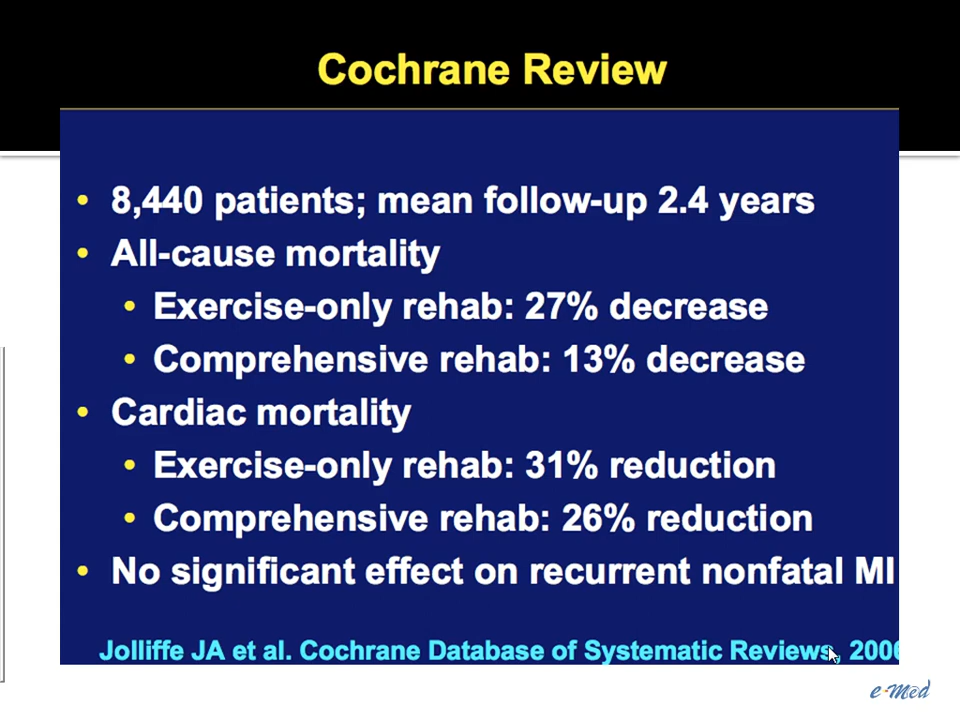 Cochrane Review
• 8,440 patients; mean follow-up 2.4 years
• All-cause mortality
• Exercise-only rehab: 27% decrease
• Comprehensive rehab: 13% decrease
• Cardiac mortality
• Exercise-only rehab: 31% reduction
• Comprehensive rehab: 26% reduction
• No significant effect on recurrent nonfatal MI
Jolliffe JA et al. Cochrane Database of Systematic Reviews, 2006
e-Med